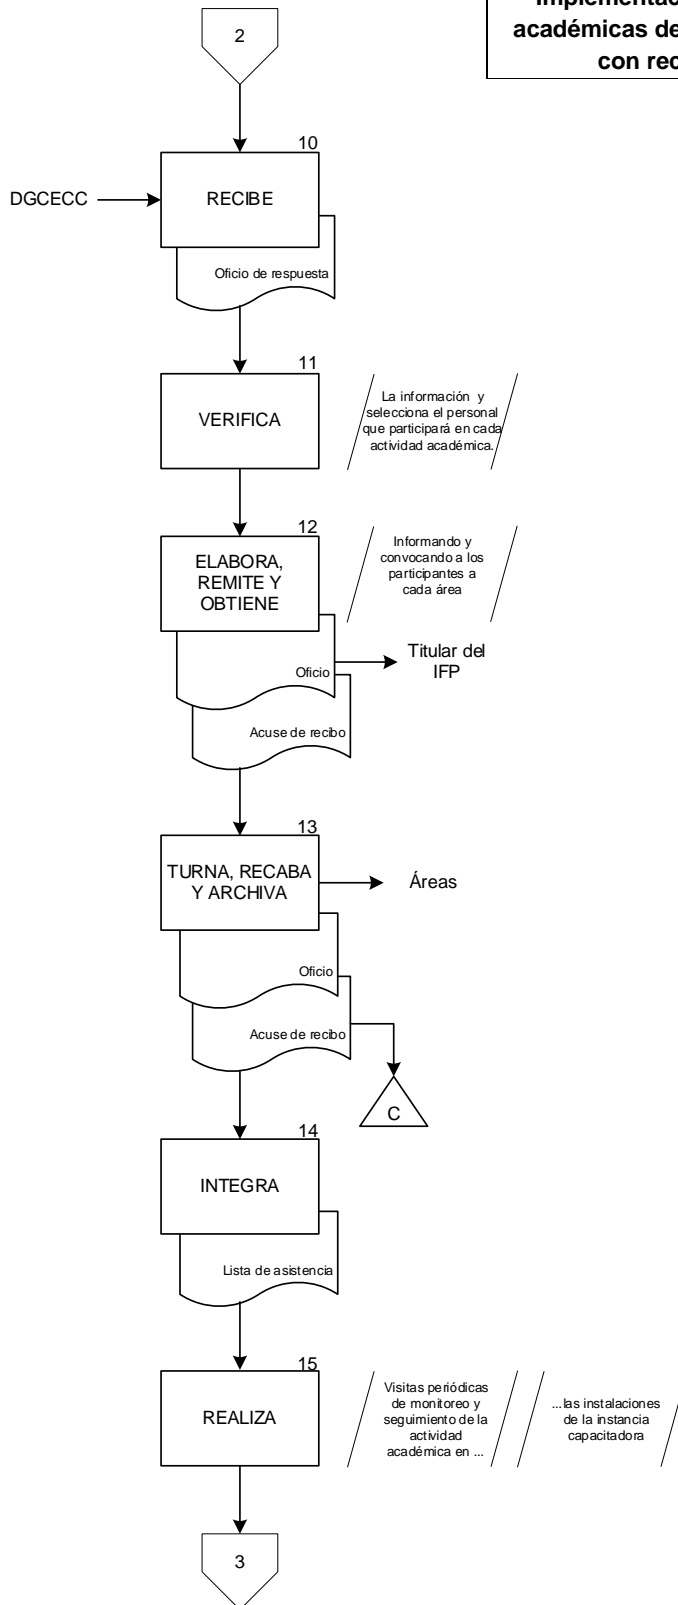 académicas de
con rec
2
10
DGCECC
RECIBE
Oficio de respuesta
11
VERIFICA
La información y
selecciona el personal
que participará en cada
actividad académica.
12
ELABORA,
REMITE Y
OBTIENE
Informando y
convocando a los
participantes a
cada área
Titular del
IFP
Oficio
Acuse de recibo
13
TURNA, RECABA
Y ARCHIVA
Áreas
Oficio
Acuse de recibo
C
14
INTEGRA
Lista de asistencia
15
REALIZA
Visitas periódicas
de monitoreo y
seguimiento de la
actividad
académica en ...
...las instalaciones
de la instancia
capacitadora
3